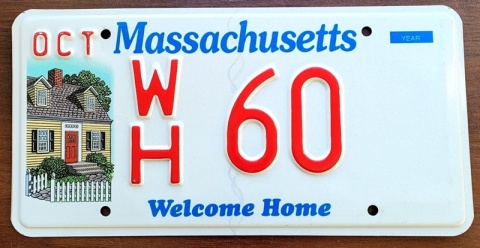 OCT Massachusetts YEAR
WH 60
Welcome Home